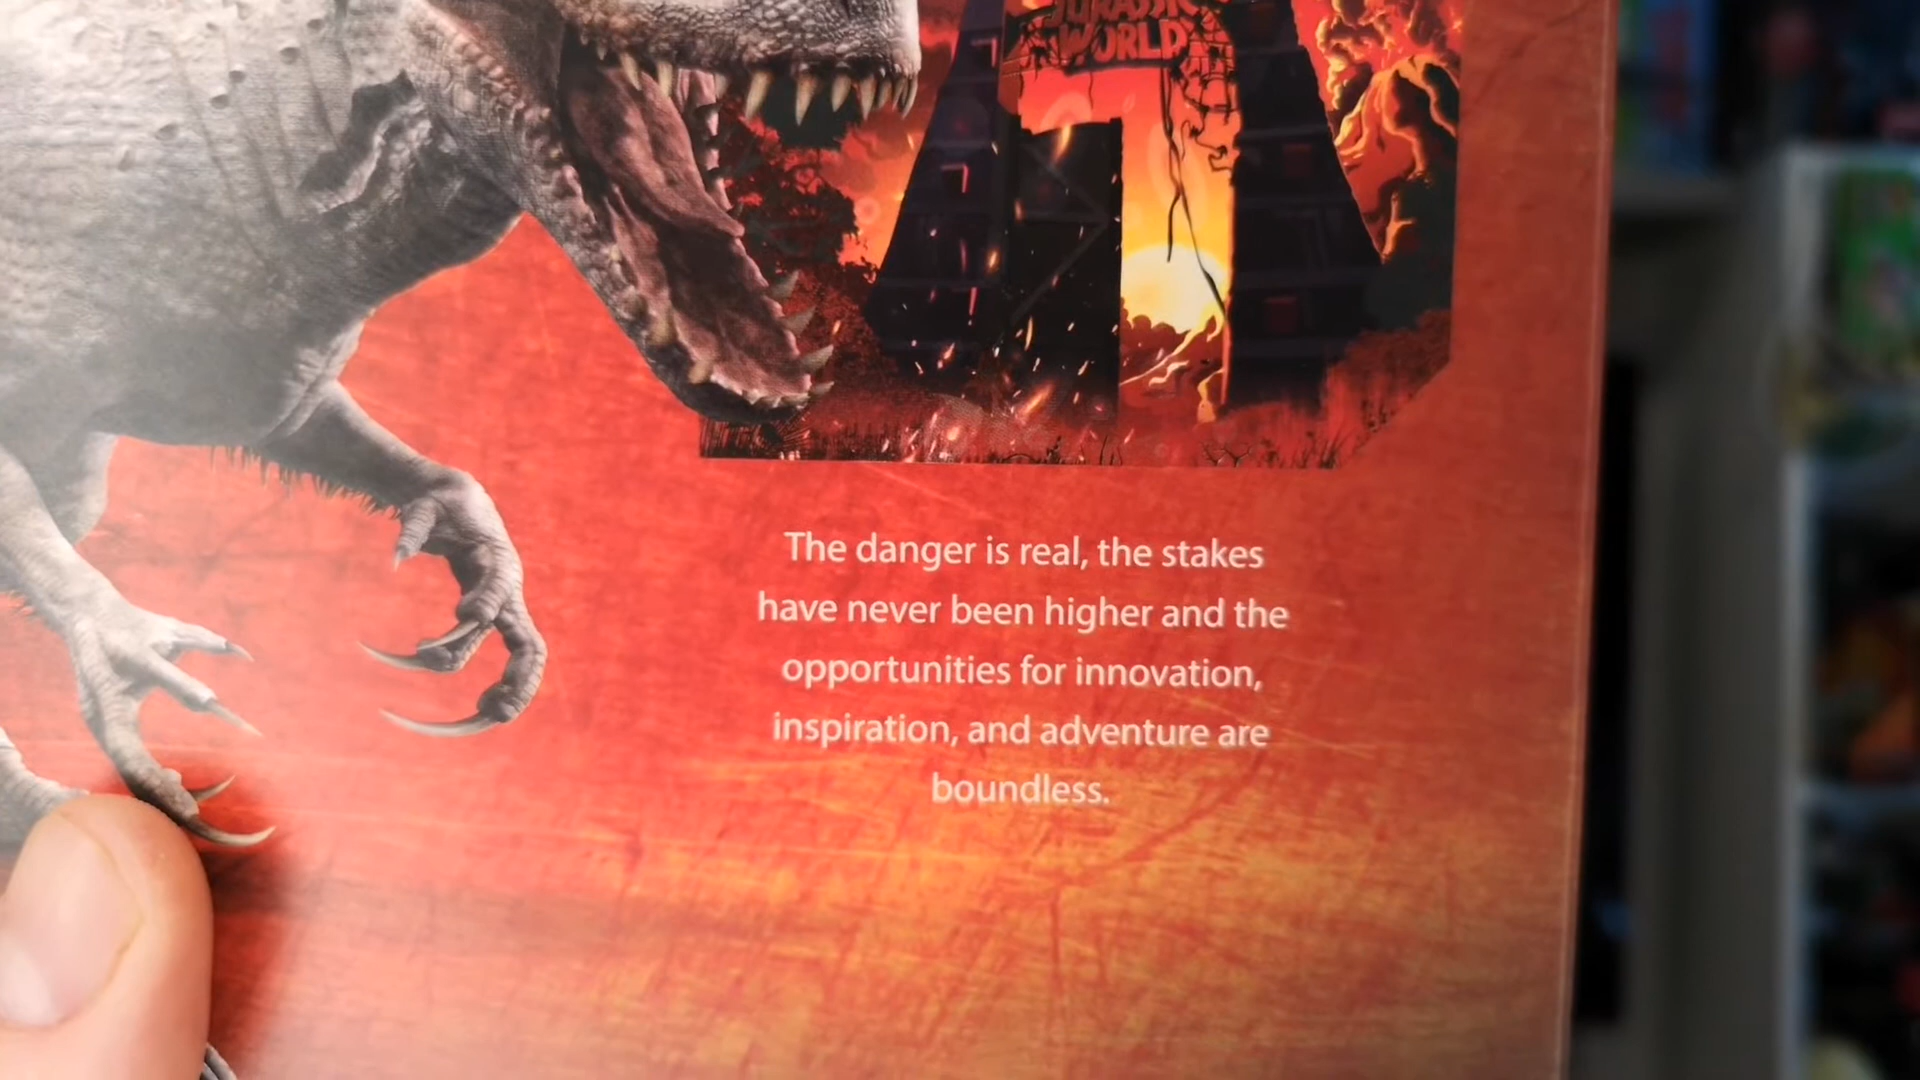 JURASSIC
WORLD
The danger is real, the stakes
have never been higher and the
opportunities for innovation,
inspiration, and adventure are
boundless.